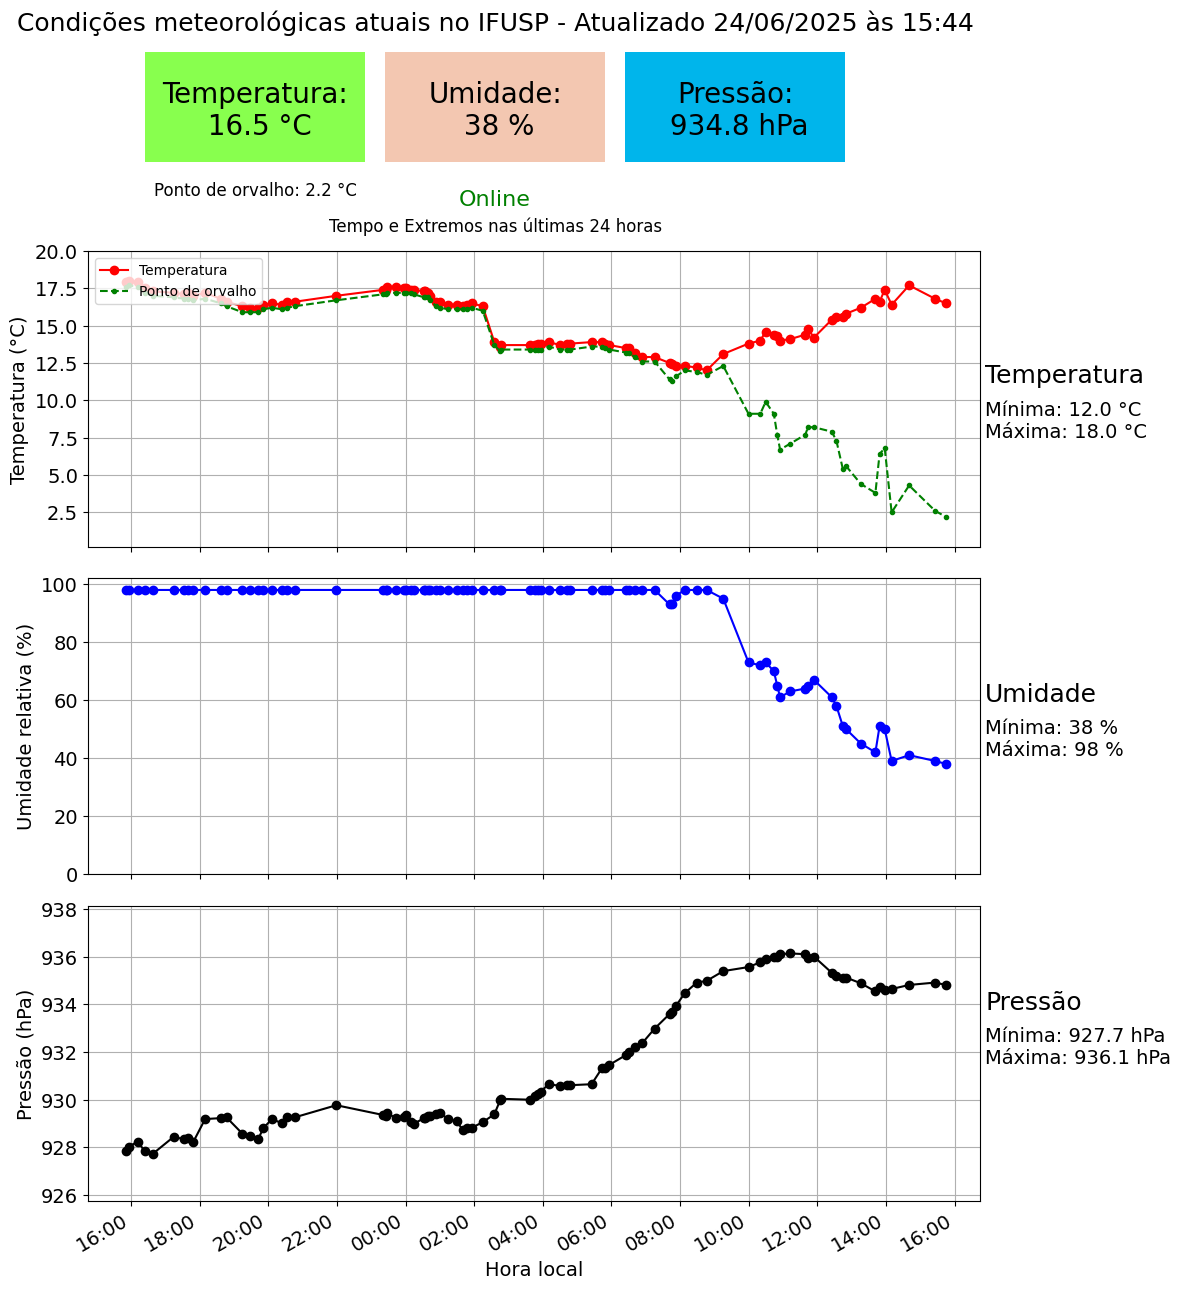 Condições meteorológicas atuais no IFUSP - Atualizado 24/06/2025 às 15:44
Temperatura:
16.5 °C
Umidade:
38 %
Pressão:
934.8 hPa
Ponto de orvalho: 2.2 °C
Online
Tempo e Extremos nas últimas 24 horas
Temperatura (°C)
20.0
17.5
15.0
12.5
10.0
7.5
5.0
2.5
Temperatura
Ponto de orvalho
Temperatura
Mínima: 12.0 °C
Máxima: 18.0 °C
Umidade relativa (%)
100
80
60
40
20
0
Umidade
Mínima: 38 %
Máxima: 98 %
Pressão (hPa)
938
936
934
932
930
928
926
Pressão
Mínima: 927.7 hPa
Máxima: 936.1 hPa
16:00 18:00 20:00 22:00 00:00 02:00 04:00 06:00 08:00 10:00 12:00 14:00 16:00
Hora local